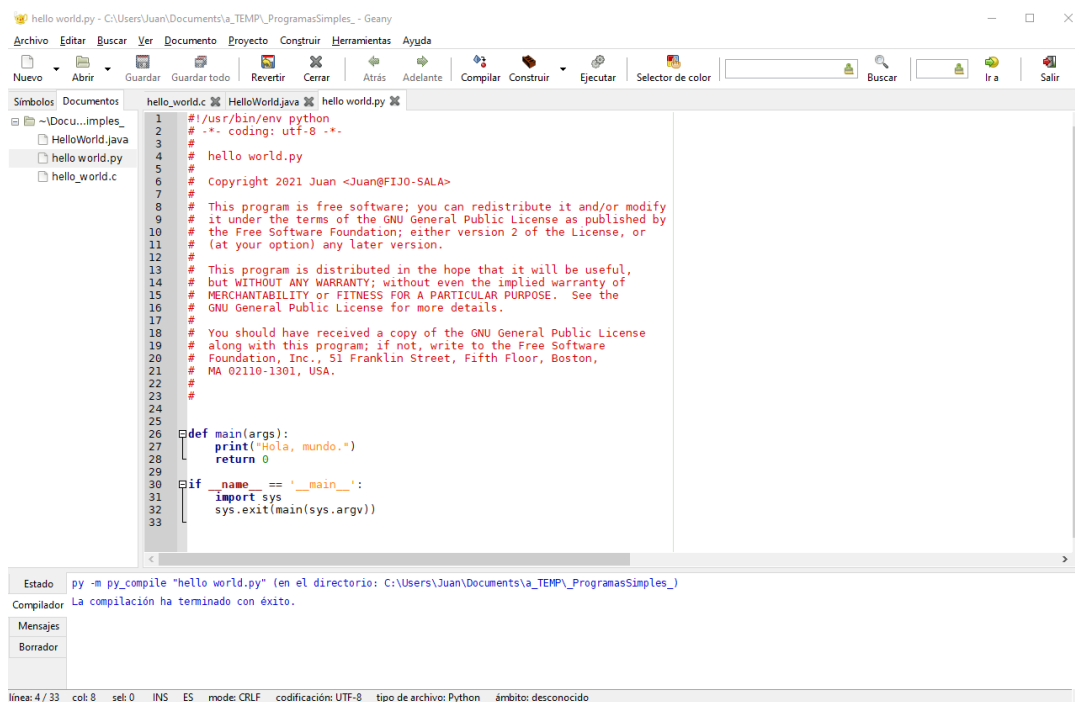 hello world.py - C:\Users\Juan\Documents\a_TEMP\_ProgramasSimples_ - Geany
Archivo Editar Buscar Ver Documento Proyecto Construir Herramientas Ayuda
Nuevo Abrir Guardar Guardar todo Revertir Cerrar Atrás Adelante Compilar Construir Ejecutar Selector de color Buscar Ir a Salir
Símbolos Documentos hello_world.c HelloWorld.java hello world.py
~\Docu...imples_
HelloWorld.java
hello world.py
hello_world.c
1 #!/usr/bin/env python
2 # -*- coding: utf-8 -*-
3 #
4 #  hello world.py
5 #
6 #  Copyright 2021 Juan <Juan@FIJO-SALA>
7 #
8 #  This program is free software; you can redistribute it and/or modify
9 #  it under the terms of the GNU General Public License as published by
10 #  the Free Software Foundation; either version 2 of the License, or
11 #  (at your option) any later version.
12 #
13 #  This program is distributed in the hope that it will be useful,
14 #  but WITHOUT ANY WARRANTY; without even the implied warranty of
15 #  MERCHANTABILITY or FITNESS FOR A PARTICULAR PURPOSE.  See the
16 #  GNU General Public License for more details.
17 #
18 #  You should have received a copy of the GNU General Public License
19 #  along with this program; if not, write to the Free Software
20 #  Foundation, Inc., 51 Franklin Street, Fifth Floor, Boston,
21 #  MA 02110-1301, USA.
22 #
23 #
24
25
26 def main(args):
27     print("Hola, mundo.")
28     return 0
29
30 if __name__ == '__main__':
31     import sys
32     sys.exit(main(sys.argv))
33
Estado
Compilador
Mensajes
Borrador
py -m py_compile "hello world.py" (en el directorio: C:\Users\Juan\Documents\a_TEMP\_ProgramasSimples_)
La compilación ha terminado con éxito.
línea: 4 / 33 col: 8 sel: 0 INS ES mode: CRLF codificación: UTF-8 tipo de archivo: Python ámbito: desconocido